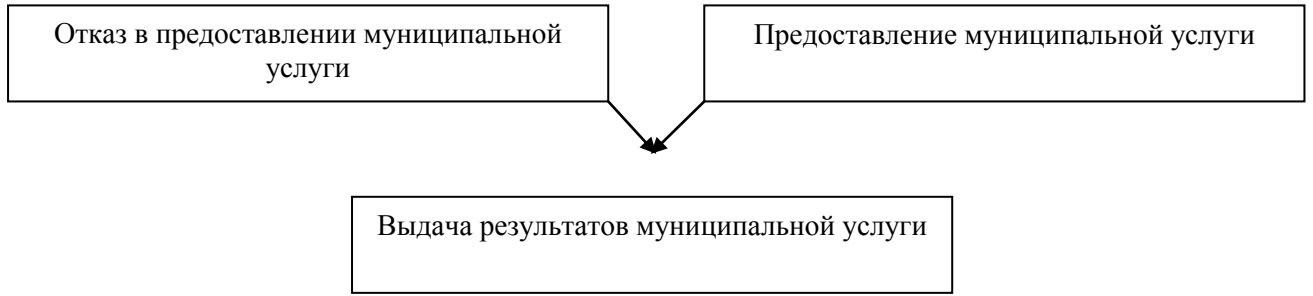 Отказ в предоставлении муниципальной
услуги
Предоставление муниципальной услуги
Выдача результатов муниципальной услуги